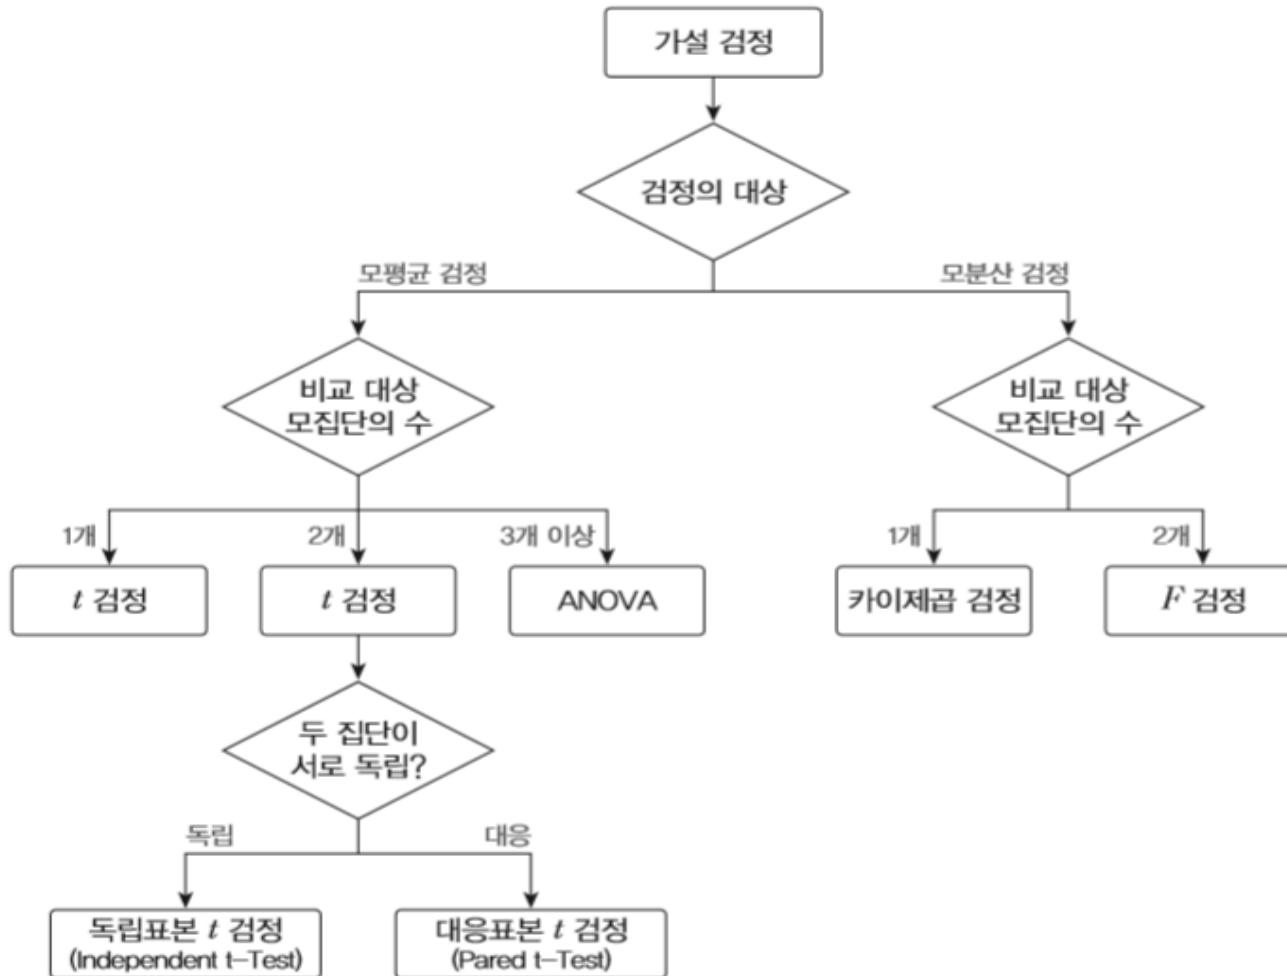 가설 검정
검정의 대상
모평균 검정
모분산 검정
비교 대상
모집단의 수
비교 대상
모집단의 수
1개
2개
3개 이상
1개
2개
t 검정
t 검정
ANOVA
카이제곱 검정
F 검정
두 집단이
서로 독립?
독립
대응
독립표본 t 검정
(Independent t-Test)
대응표본 t 검정
(Pared t-Test)